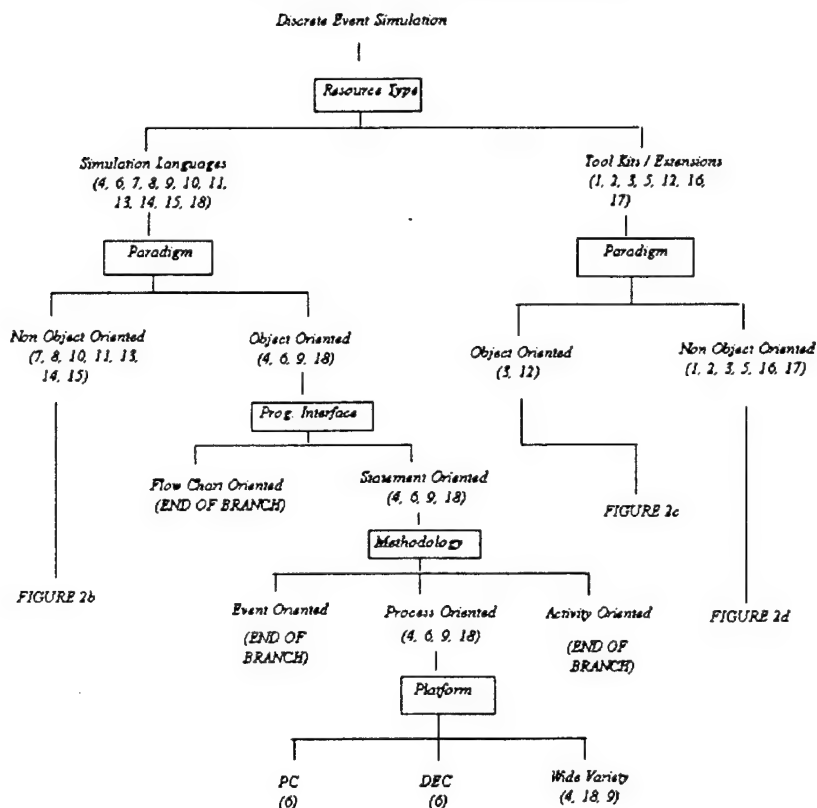 Discrete Event Simulation
Resource Type
Simulation Languages
(4, 6, 7, 8, 9, 10, 11,
13, 14, 15, 18)
Tool Kits / Extensions
(1, 2, 3, 5, 12, 16,
17)
Paradigm
Paradigm
Non Object Oriented
(7, 8, 10, 11, 13,
14, 15)
Object Oriented
(4, 6, 9, 18)
Object Oriented
(3, 12)
Non Object Oriented
(1, 2, 3, 5, 16, 17)
Prog. Interface
Flow Chart Oriented
(END OF BRANCH)
Statement Oriented
(4, 6, 9, 18)
FIGURE 2c
Methodology
FIGURE 2b
Event Oriented
(END OF
BRANCH)
Process Oriented
(4, 6, 9, 18)
Activity Oriented
(END OF
BRANCH)
FIGURE 2d
Platform
PC
(6)
DEC
(6)
Wide Variety
(4, 18, 9)